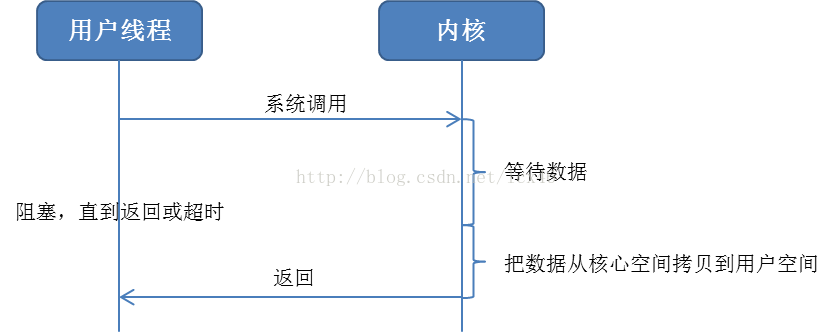 用户线程
内核
系统调用
http://blog.csdn.net/
等待数据
阻塞，直到返回或超时
返回
把数据从核心空间拷贝到用户空间